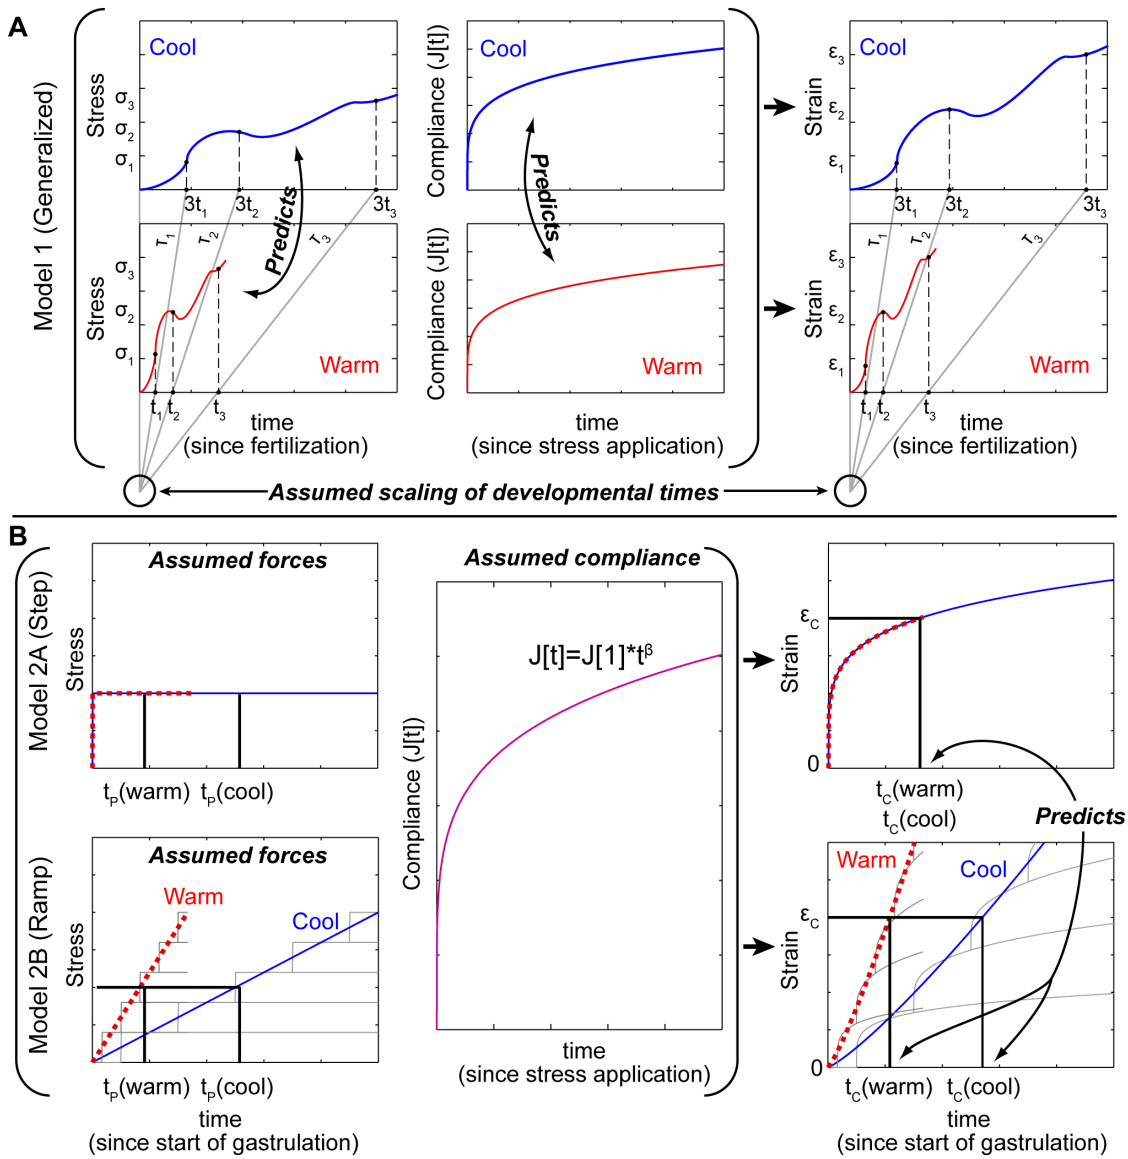 A
Model 1 (Generalized)
Cool
Stress
σ3
σ2
σ1
3t1
3t2
3t3
τ1
τ2
τ3
Predicts
Stress
σ3
σ2
σ1
Warm
t1
t2
t3
time
(since fertilization)
Compliance (J[t])
Cool
Predicts
Compliance (J[t])
Warm
time
(since stress application)
Cool
Strain
ε3
ε2
ε1
3t1
3t2
3t3
τ1
τ2
τ3
Strain
ε3
ε2
ε1
Warm
t1
t2
t3
time
(since fertilization)
Assumed scaling of developmental times
B
Model 2A (Step)
Assumed forces
Stress
tP(warm)
tP(cool)
Model 2B (Ramp)
Assumed forces
Warm
Cool
Stress
tP(warm)
tP(cool)
time
(since start of gastrulation)
Assumed compliance
J[t]=J[1]*tβ
Compliance (J[t])
time
(since stress application)
εC
Strain
0
tC(warm)
tC(cool)
Predicts
Warm
Cool
εC
Strain
0
tC(warm)
tC(cool)
time
(since start of gastrulation)